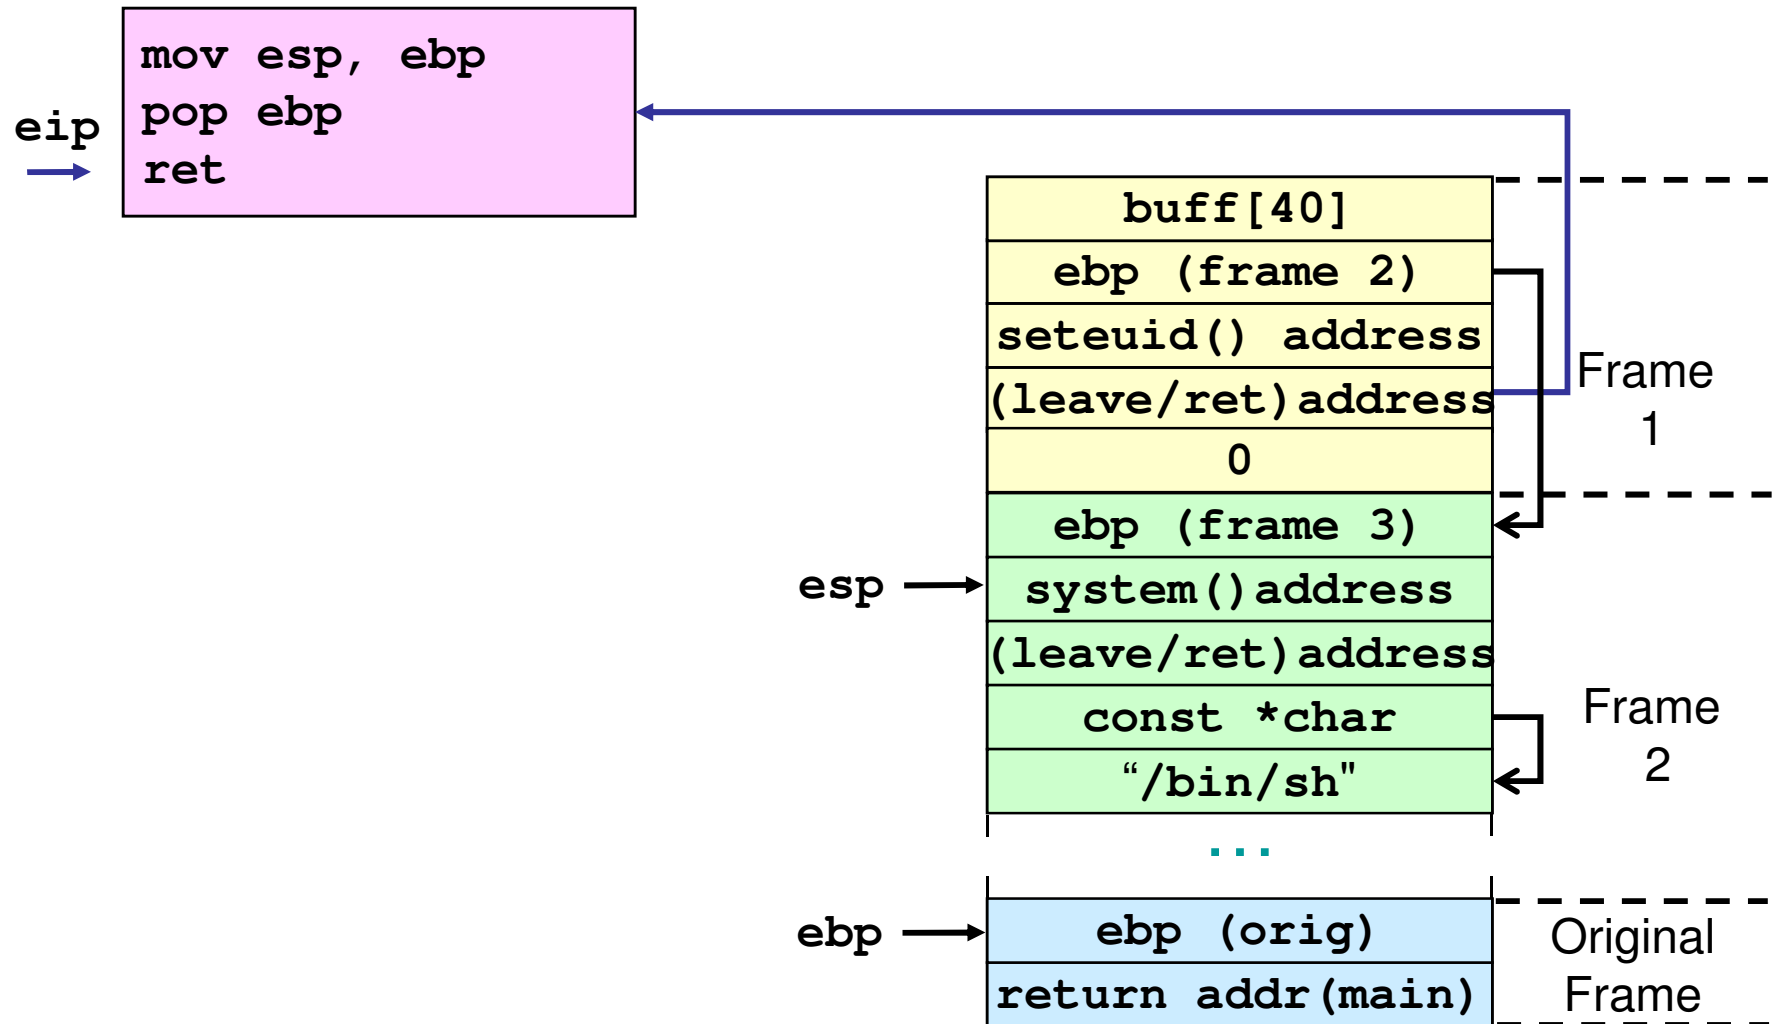 mov esp, ebp
pop ebp
ret
eip
buff[40]
ebp (frame 2)
seteuid() address
(leave/ret)address
0
Frame
1
ebp (frame 3)
esp
system()address
(leave/ret)address
const *char
“/bin/sh"
Frame
2
...
ebp
ebp (orig)
return addr(main)
Original
Frame